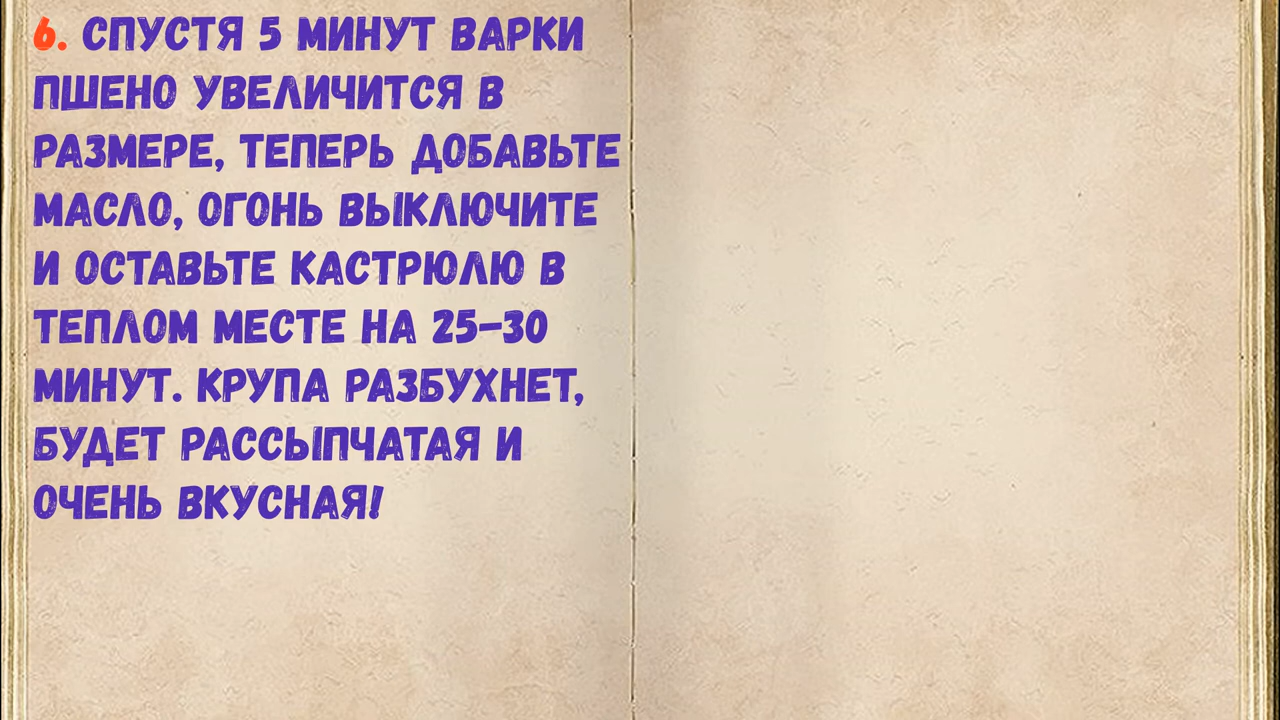 6. СПУСТЯ 5 МИНУТ ВАРКИ
ПШЕНО УВЕЛИЧИТСЯ В
РАЗМЕРЕ, ТЕПЕРЬ ДОБАВЬТЕ
МАСЛО, ОГОНЬ ВЫКЛЮЧИТЕ
И ОСТАВЬТЕ КАСТРЮЛЮ В
ТЕПЛОМ МЕСТЕ НА 25-30
МИНУТ. КРУПА РАЗБУХНЕТ,
БУДЕТ РАССЫПЧАТАЯ И
ОЧЕНЬ ВКУСНАЯ!